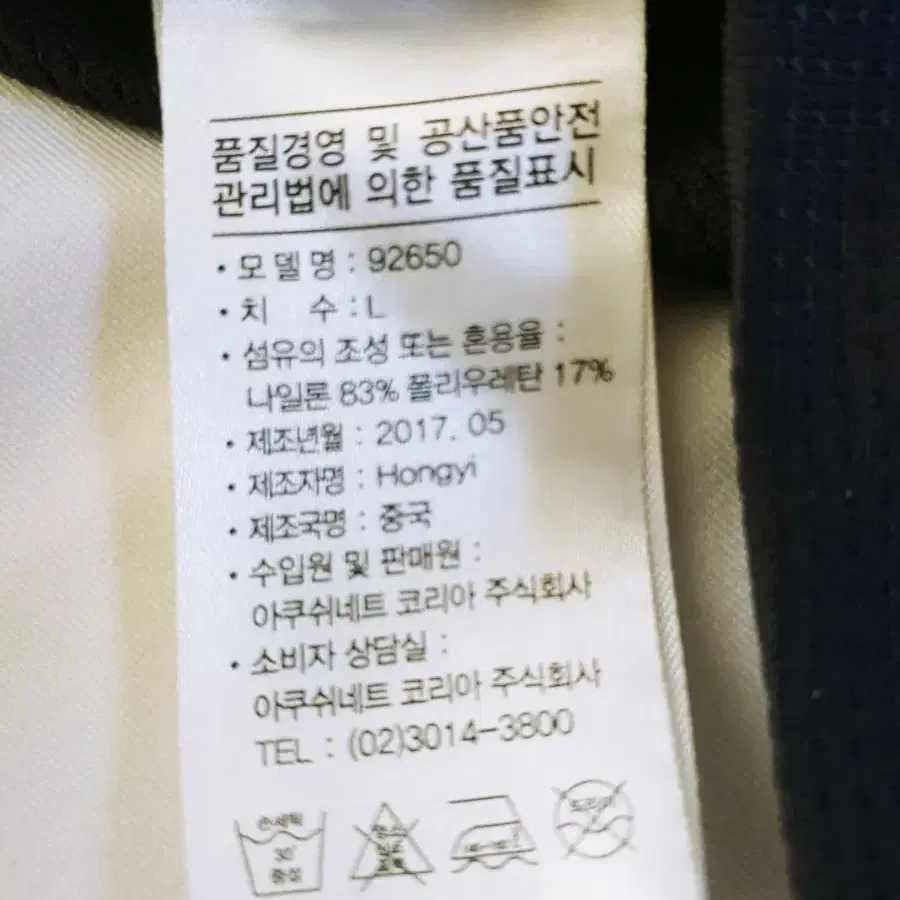 품질경영 및 공산품안전
관리법에 의한 품질표시
• 모델명 : 92650
• 치 수 : L
• 섬유의 조성 또는 혼용율 :
나일론 83% 폴리우레탄 17%
• 제조년월 : 2017. 05
• 제조자명 : Hongyi
• 제조국명 : 중국
• 수입원 및 판매원 :
아쿠쉬네트 코리아 주식회사
• 소비자 상담실 :
아쿠쉬네트 코리아 주식회사
TEL : (02)3014-3800
손세탁
30
중성